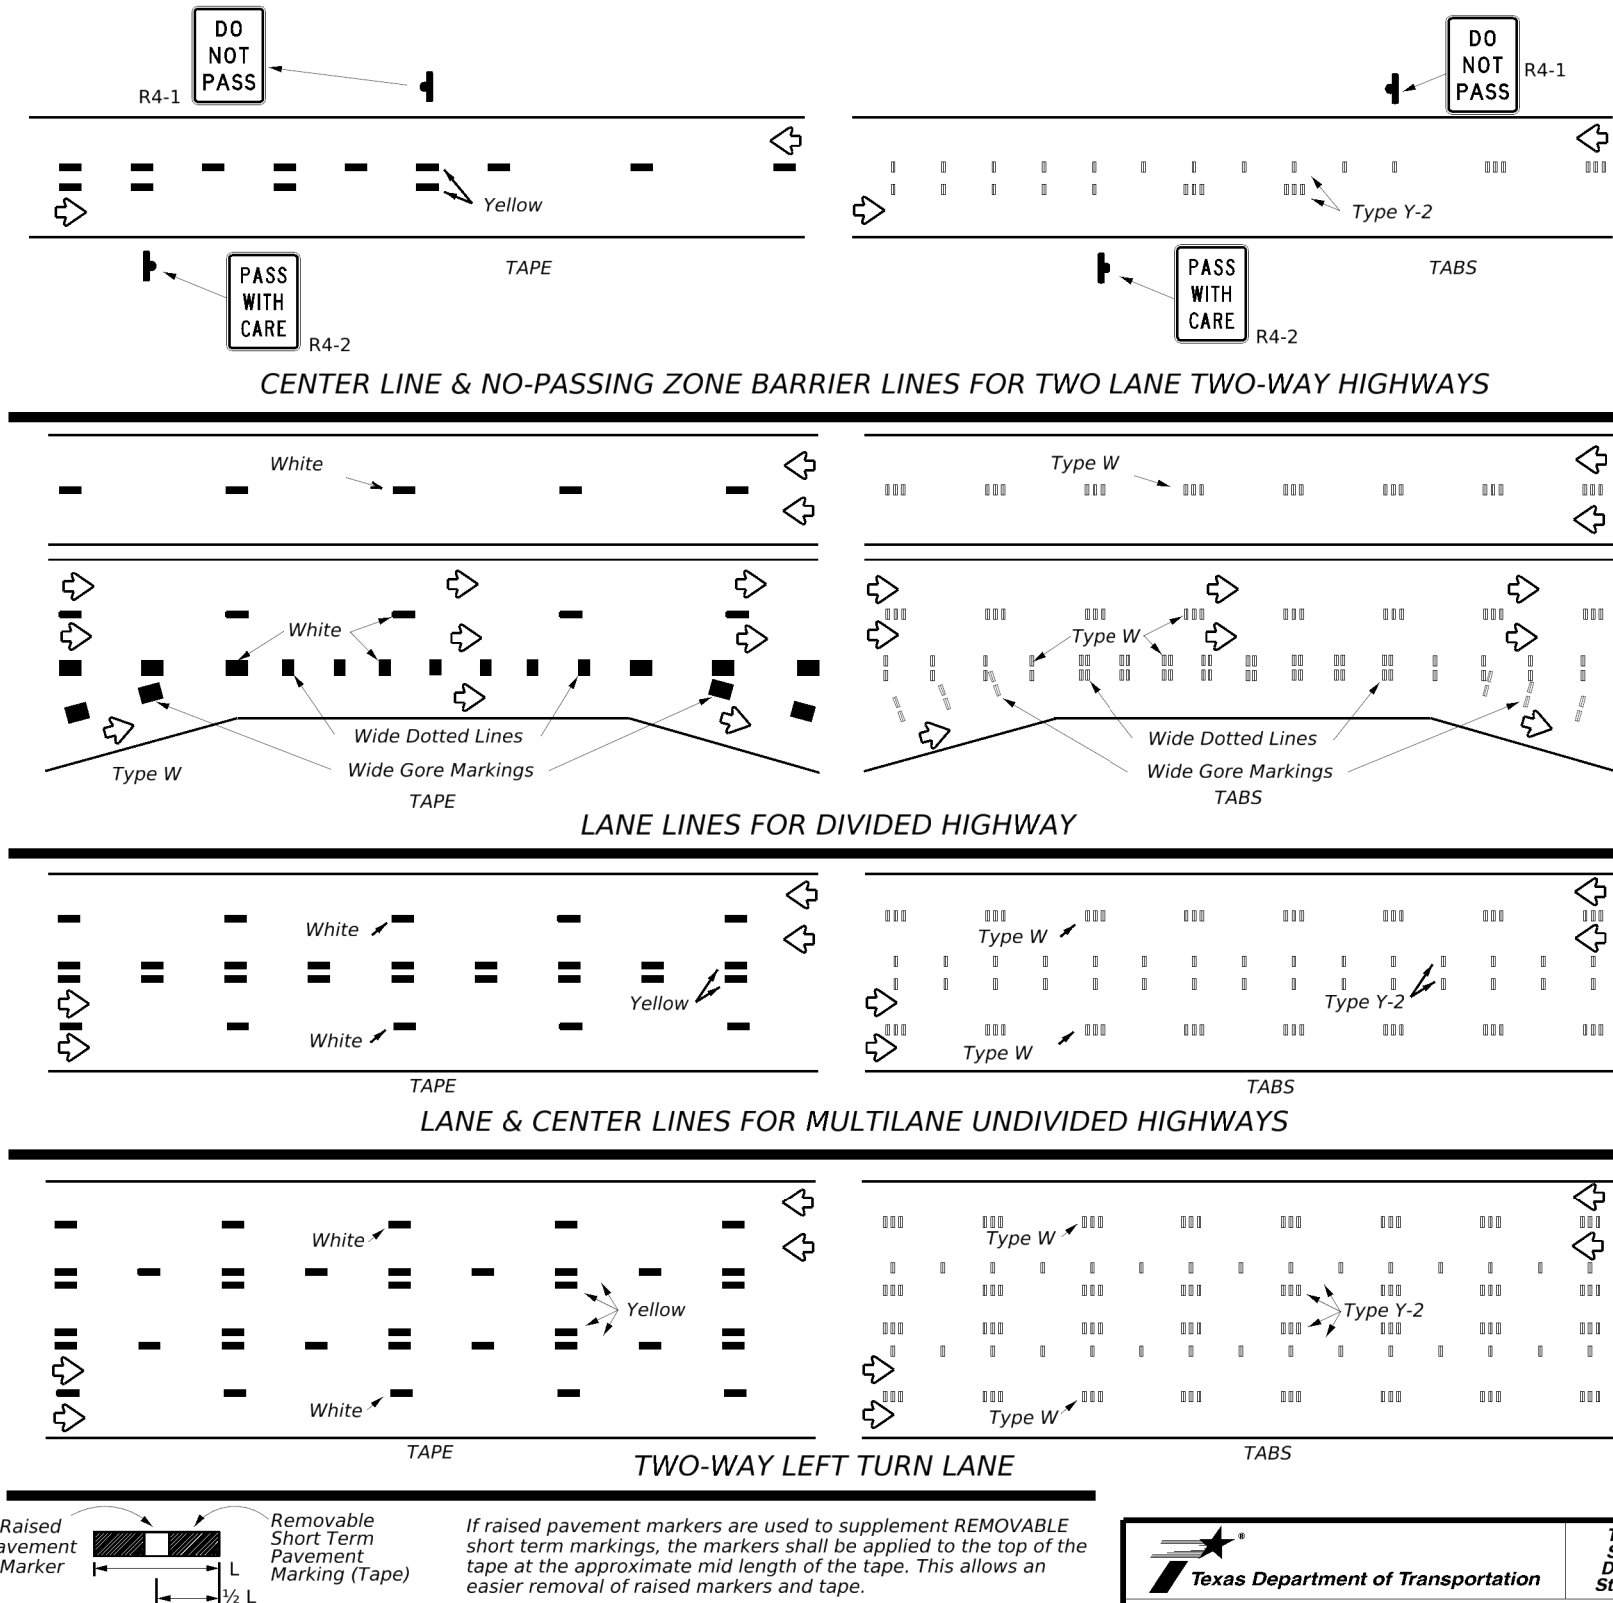 DO
NOT
PASS
R4-1
DO
NOT
PASS
R4-1
Yellow
Type Y-2
PASS
WITH
CARE
R4-2
TAPE
PASS
WITH
CARE
R4-2
TABS
CENTER LINE & NO-PASSING ZONE BARRIER LINES FOR TWO LANE TWO-WAY HIGHWAYS
White
Type W
White
Type W
Wide Dotted Lines
Wide Gore Markings
Type W
TAPE
Wide Dotted Lines
Wide Gore Markings
TABS
LANE LINES FOR DIVIDED HIGHWAY
White
Type W
Yellow
Type Y-2
White
Type W
TAPE
TABS
LANE & CENTER LINES FOR MULTILANE UNDIVIDED HIGHWAYS
White
Type W
Yellow
Type Y-2
White
Type W
TAPE
TABS
TWO-WAY LEFT TURN LANE
Raised
avement
Marker
Removable
Short Term
Pavement
Marking (Tape)
L
½ L
If raised pavement markers are used to supplement REMOVABLE
short term markings, the markers shall be applied to the top of the
tape at the approximate mid length of the tape. This allows an
easier removal of raised markers and tape.
®
Texas Department of Transportation